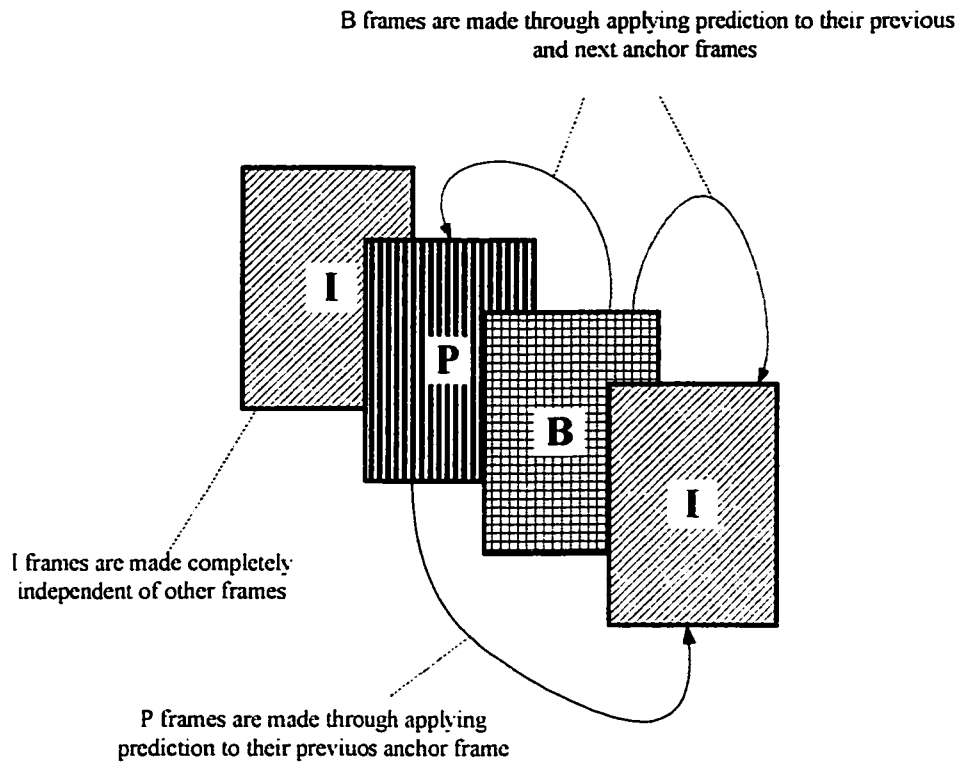 B frames are made through applying prediction to their previous
and next anchor frames
I
P
B
I
I frames are made completely
independent of other frames
P frames are made through applying
prediction to their previuos anchor frame